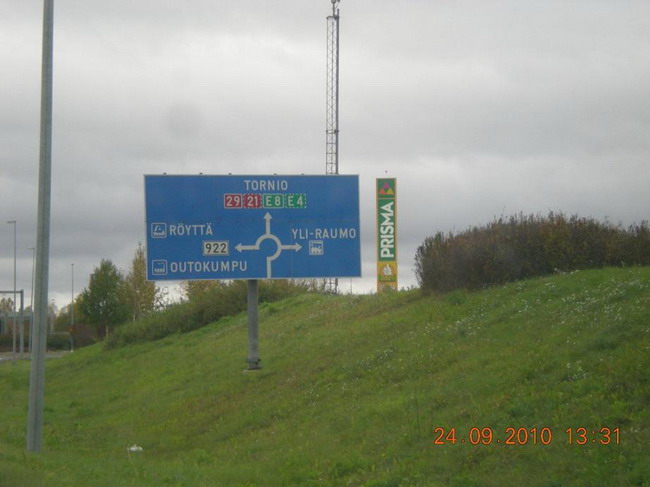 TORNIO
29 21 E8 E4
RÖYTTÄ
YLI-RAUMO
922
OUTOKUMPU
PRISMA
24.09.2010 13:31